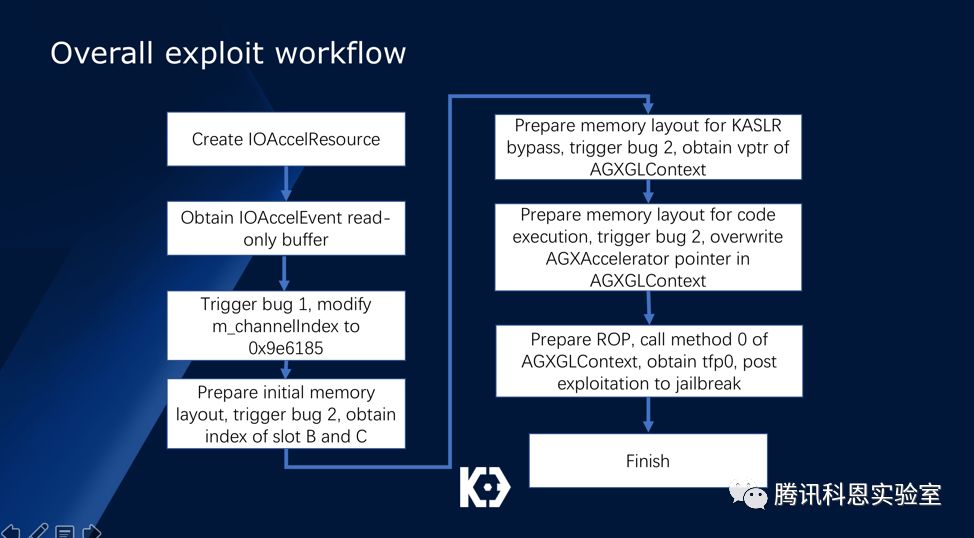 Overall exploit workflow
Create IOAccelResource
Obtain IOAccelEvent read-
only buffer
Trigger bug 1, modify
m_channelIndex to
0x9e6185
Prepare initial memory
layout, trigger bug 2, obtain
index of slot B and C
Prepare memory layout for KASLR
bypass, trigger bug 2, obtain vptr of
AGXGLContext
Prepare memory layout for code
execution, trigger bug 2, overwrite
AGXAccelerator pointer in
AGXGLContext
Prepare ROP, call method 0 of
AGXGLContext, obtain tfp0, post
exploitation to jailbreak
Finish
腾讯科恩实验室